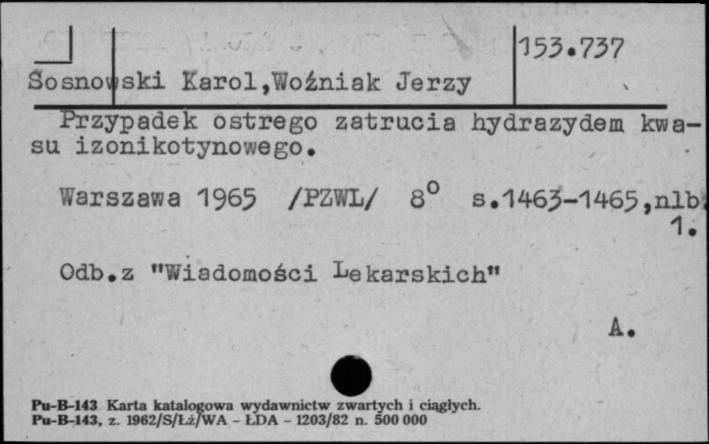 153.737
Sosnowski Karol,Woźniak Jerzy
Przypadek ostrego zatrucia hydrazydem kwa-
su izonikotynowego.
Warszawa 1965 /PZWL/ 8° s.1463-1465,nlb.
1.
Odb.z "Wiadomości Lekarskich"
A.
Pu-B-143 Karta katalogowa wydawnictw zwartych i ciągłych.
Pu-B-143, z. 1962/S/Łż/WA - ŁDA - 1203/82 n. 500 000